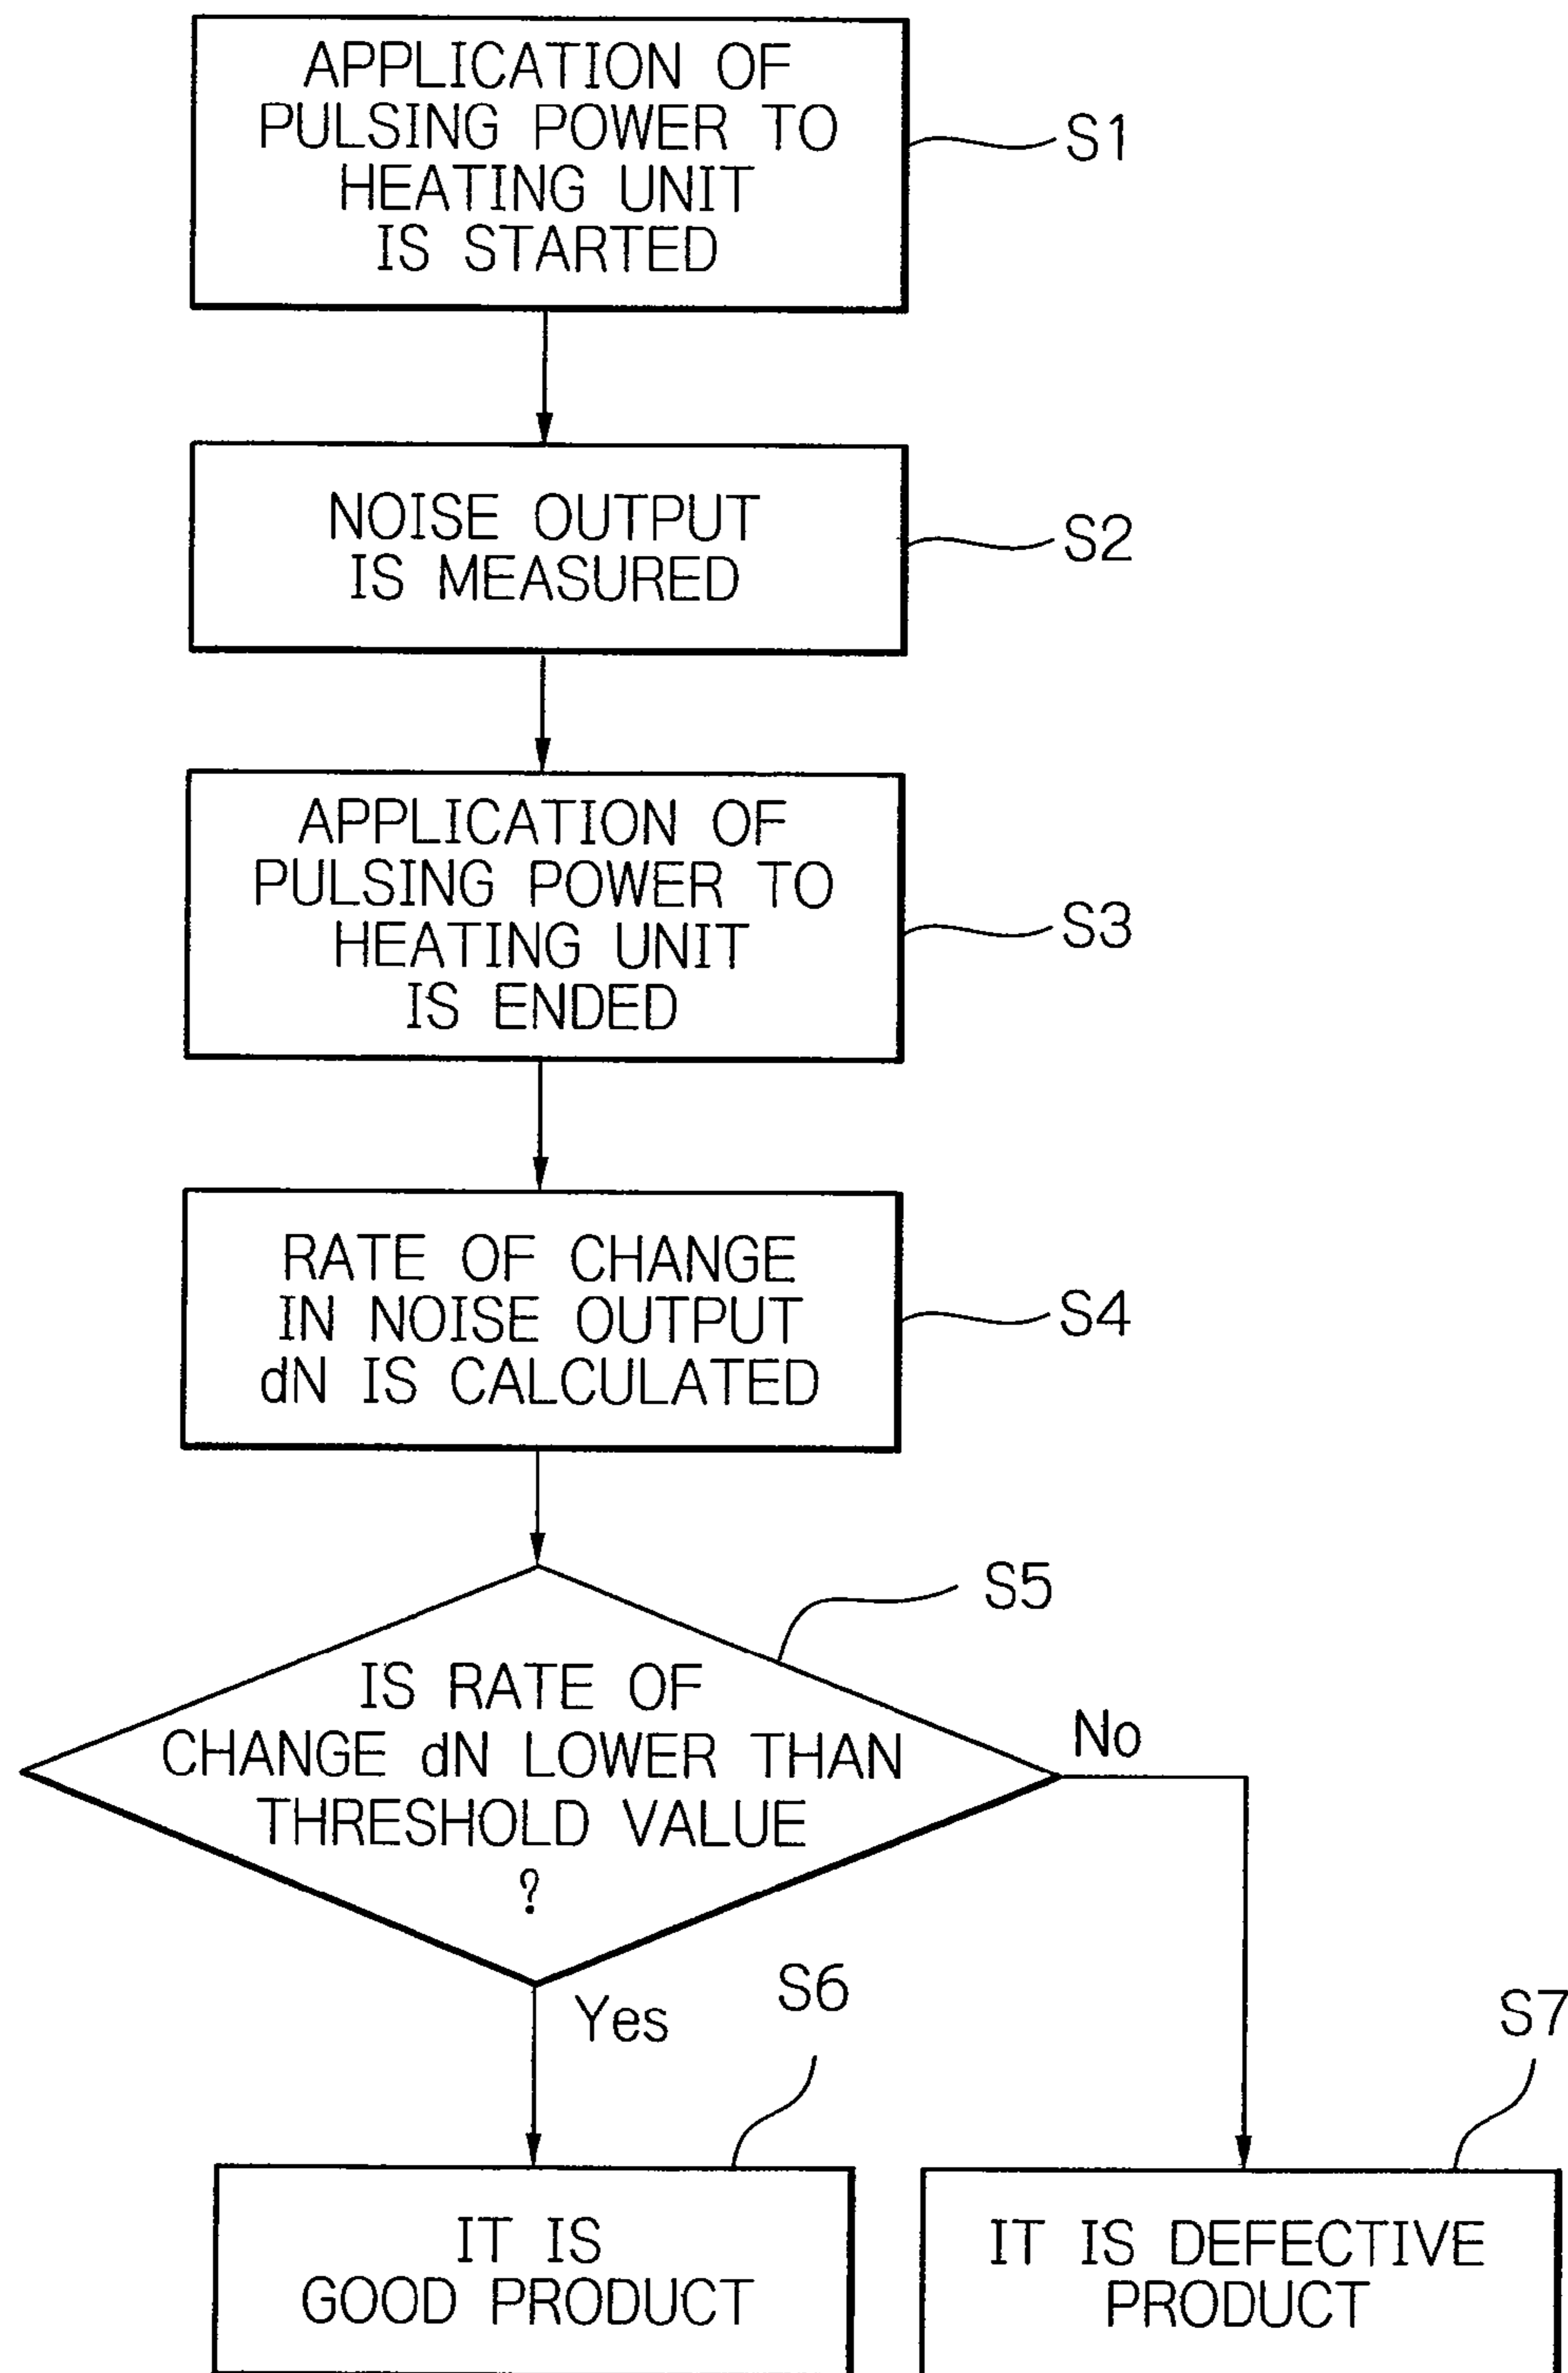 APPLICATION OF
PULSING POWER TO
HEATING UNIT
IS STARTED
S1
NOISE OUTPUT
IS MEASURED
S2
APPLICATION OF
PULSING POWER TO
HEATING UNIT
IS ENDED
S3
RATE OF CHANGE
IN NOISE OUTPUT
dN IS CALCULATED
S4
S5
IS RATE OF
CHANGE dN LOWER THAN
THRESHOLD VALUE
?
No
Yes
S6
S7
IT IS
GOOD PRODUCT
IT IS DEFECTIVE
PRODUCT